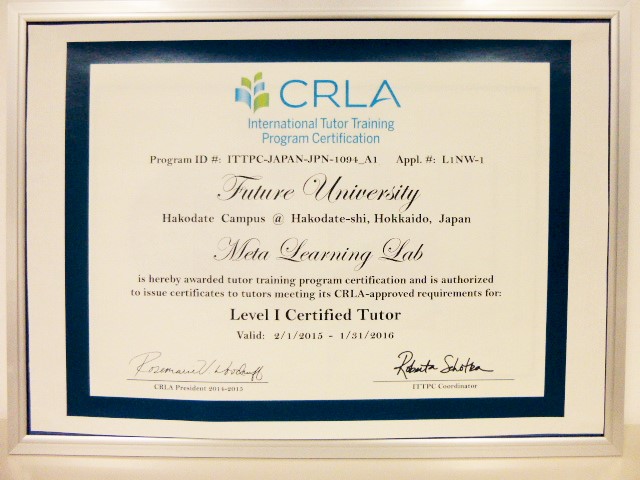 CRLA
International Tutor Training
Program Certification
Program ID #: ITTPC-JAPAN-JPN-1094_A1 Appl. #: L1NW-1
Future University
Hakodate Campus @ Hakodate-shi, Hokkaido, Japan
Meta Learning Lab
is hereby awarded tutor training program certification and is authorized
to issue certificates to tutors meeting its CRLA-approved requirements for:
Level I Certified Tutor
Valid: 2/1/2015 - 1/31/2016
CRLA President 2014-2015
ITTPC Coordinator